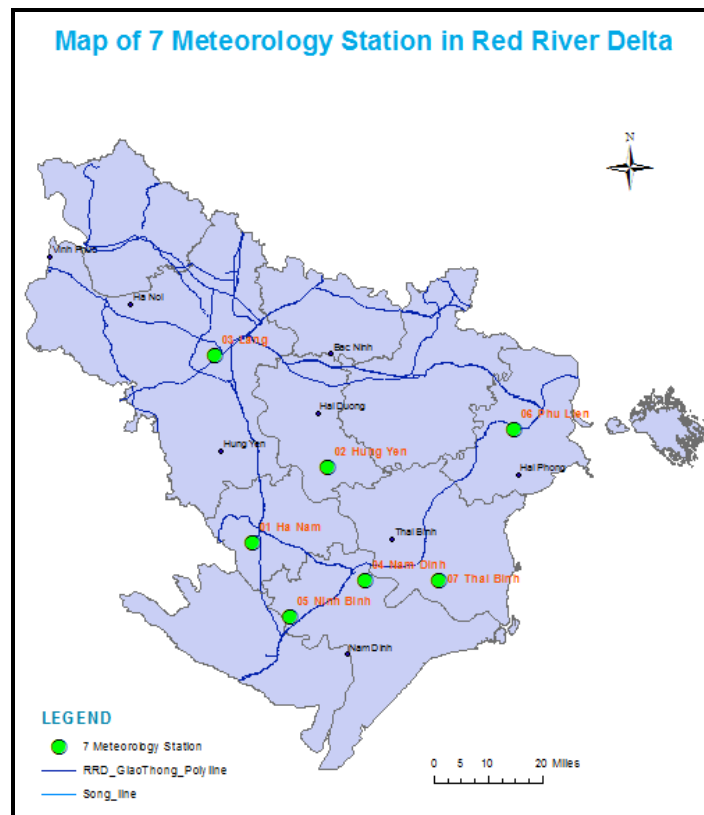 Map of 7 Meteorology Station in Red River Delta
N
Vinh Phuc
Ha Noi
03 Lang
Bac Ninh
Hai Duong
06 Phu Lien
Hung Yen
02 Hung Yen
Hai Phong
01 Ha Nam
Thai Binh
04 Nam Dinh
07 Thai Binh
05 Ninh Binh
Nam Dinh
LEGEND
7 Meteorology Station
RRD_GiaoThong_Polyline
Song_line
0 5 10 20 Miles